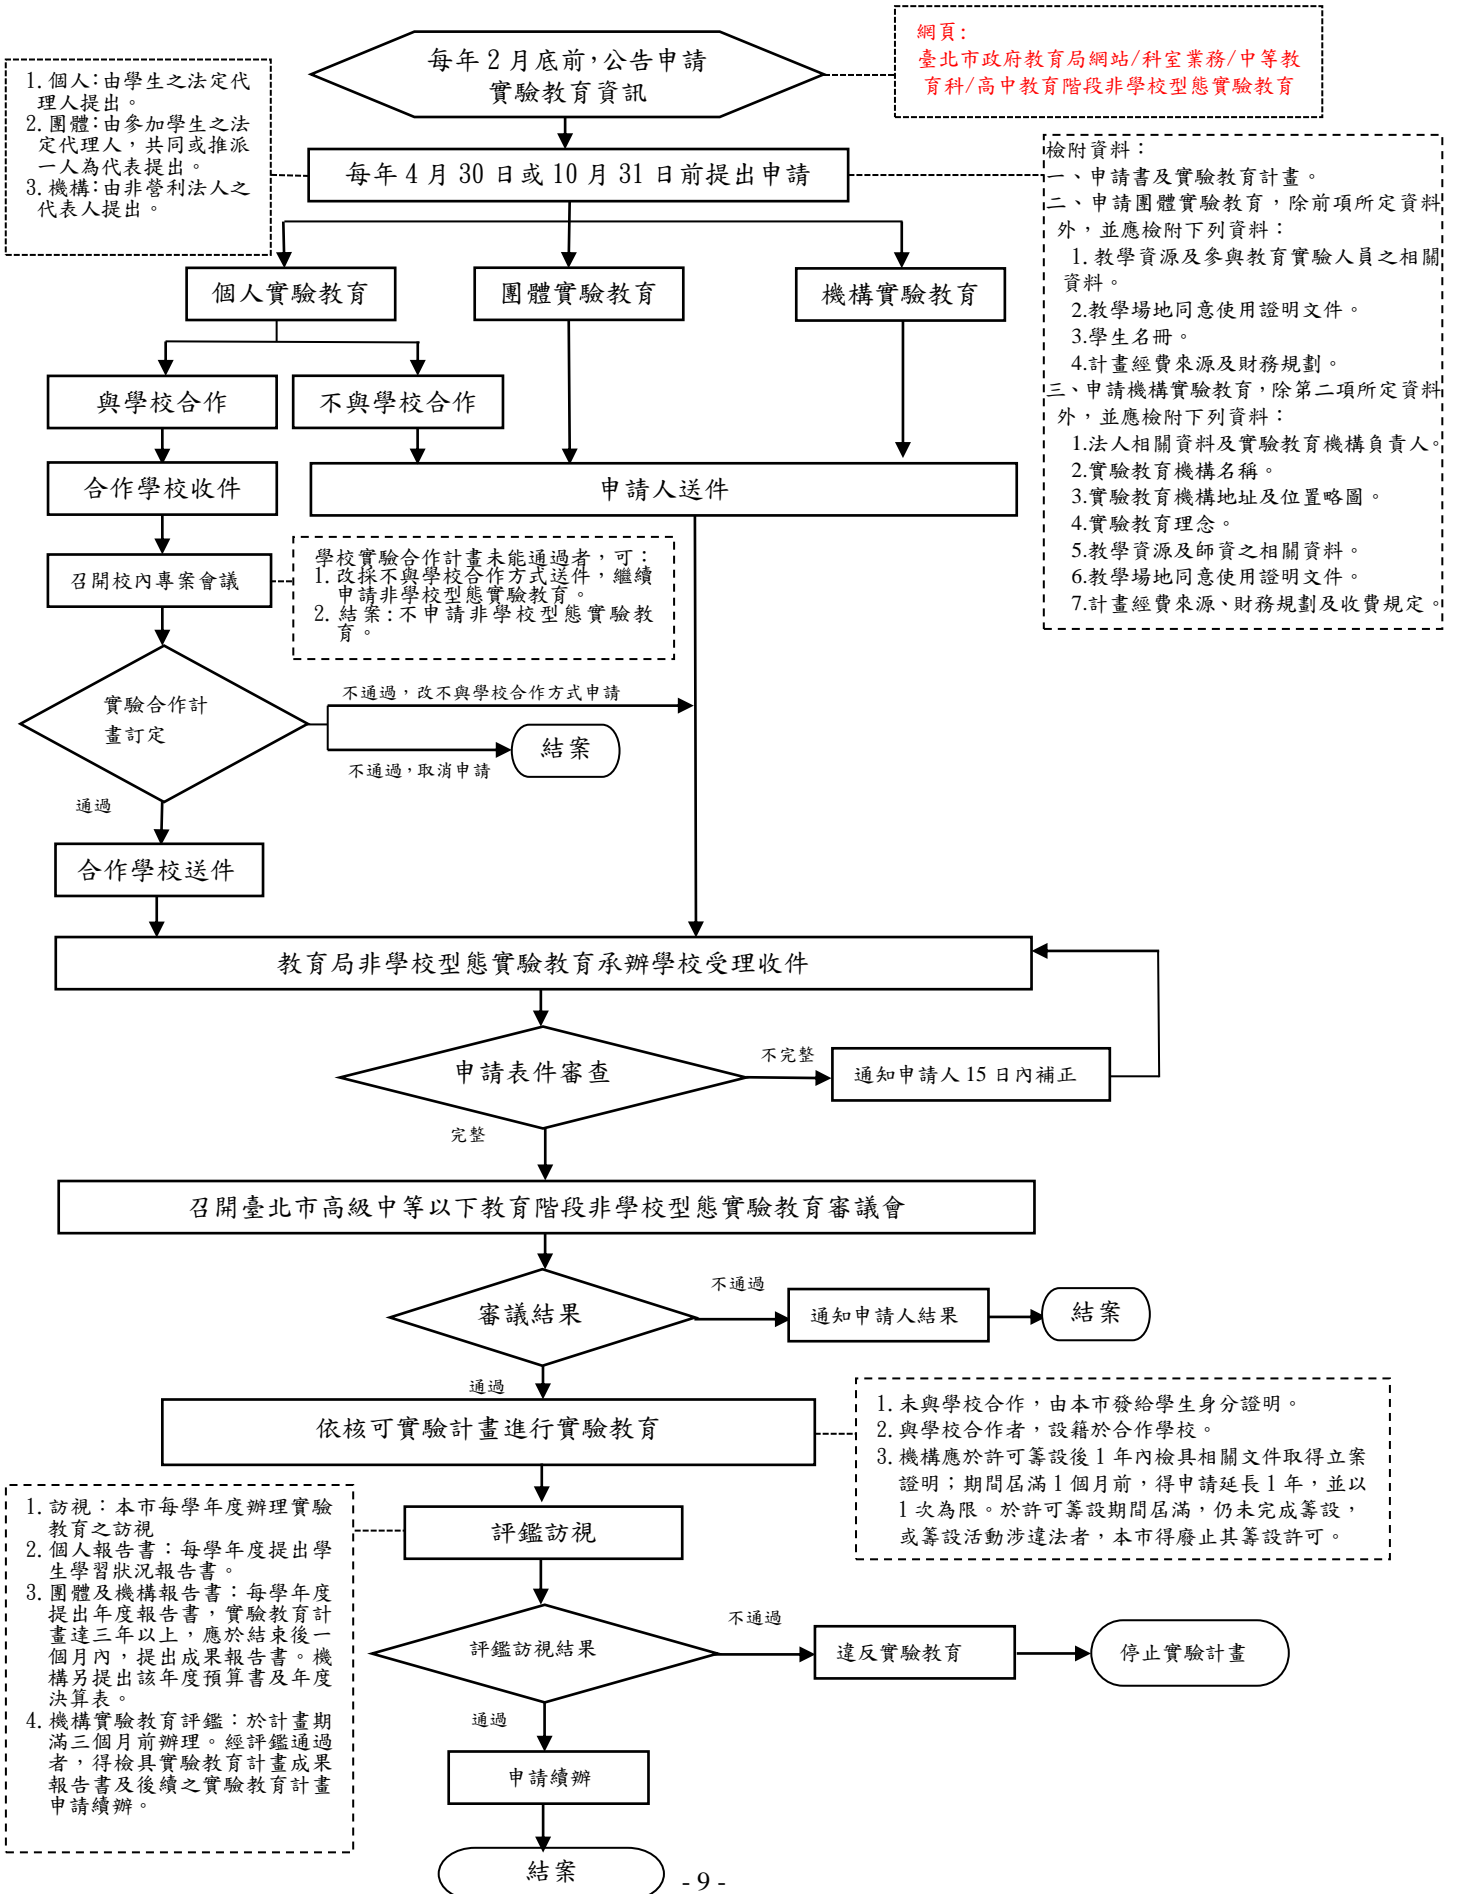 網頁:
臺北市政府教育局網站/科室業務/中等教
育科/高中教育階段非學校型態實驗教育
每年 2 月底前,公告申請
實驗教育資訊
1. 個人:由學生之法定代
理人提出。
2. 團體:由參加學生之法
定代理人，共同或推派
一人為代表提出。
3. 機構:由非營利法人之
代表人提出。
每年 4 月 30 日或 10 月 31 日前提出申請
檢附資料：
一、申請書及實驗教育計畫。
二、申請團體實驗教育，除前項所定資料
外，並應檢附下列資料：
1. 教學資源及參與教育實驗人員之相關
資料。
2.教學場地同意使用證明文件。
3.學生名冊。
4.計畫經費來源及財務規劃。
三、申請機構實驗教育，除第二項所定資料
外，並應檢附下列資料：
1.法人相關資料及實驗教育機構負責人。
2.實驗教育機構名稱。
3.實驗教育機構地址及位置略圖。
4.實驗教育理念。
5.教學資源及師資之相關資料。
6.教學場地同意使用證明文件。
7.計畫經費來源、財務規劃及收費規定。
個人實驗教育
團體實驗教育
機構實驗教育
與學校合作
不與學校合作
合作學校收件
申請人送件
召開校內專案會議
學校實驗合作計畫未能通過者，可：
1. 改採不與學校合作方式送件，繼續
申請非學校型態實驗教育。
2. 結案:不申請非學校型態實驗教
育。
實驗合作計
畫訂定
不通過，改不與學校合作方式申請
結案
不通過，取消申請
通過
合作學校送件
教育局非學校型態實驗教育承辦學校受理收件
申請表件審查
不完整
通知申請人 15 日內補正
完整
召開臺北市高級中等以下教育階段非學校型態實驗教育審議會
審議結果
不通過
通知申請人結果
結案
通過
依核可實驗計畫進行實驗教育
1. 未與學校合作，由本市發給學生身分證明。
2. 與學校合作者，設籍於合作學校。
3. 機構應於許可籌設後 1 年內檢具相關文件取得立案
證明；期間屆滿 1 個月前，得申請延長 1 年，並以
1 次為限。於許可籌設期間屆滿，仍未完成籌設，
或籌設活動涉違法者，本市得廢止其籌設許可。
1. 訪視：本市每學年度辦理實驗
教育之訪視
2. 個人報告書：每學年度提出學
生學習狀況報告書。
3. 團體及機構報告書：每學年度
提出年度報告書，實驗教育計
畫達三年以上，應於結束後一
個月內，提出成果報告書。機
構另提出該年度預算書及年度
決算表。
4. 機構實驗教育評鑑：於計畫期
滿三個月前辦理。經評鑑通過
者，得檢具實驗教育計畫成果
報告書及後續之實驗教育計畫
申請續辦。
評鑑訪視
評鑑訪視結果
不通過
違反實驗教育
停止實驗計畫
通過
申請續辦
結案
- 9 -